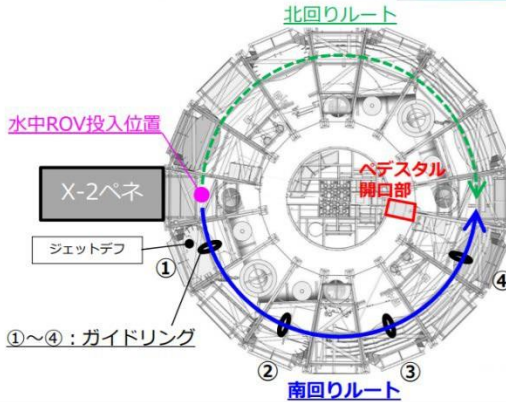 北回りルート
水中ROV投入位置
ペデスタル
開口部
X-2ペネ
ジェットデフ
①
④
①～④：ガイドリング
②
③
南回りルート